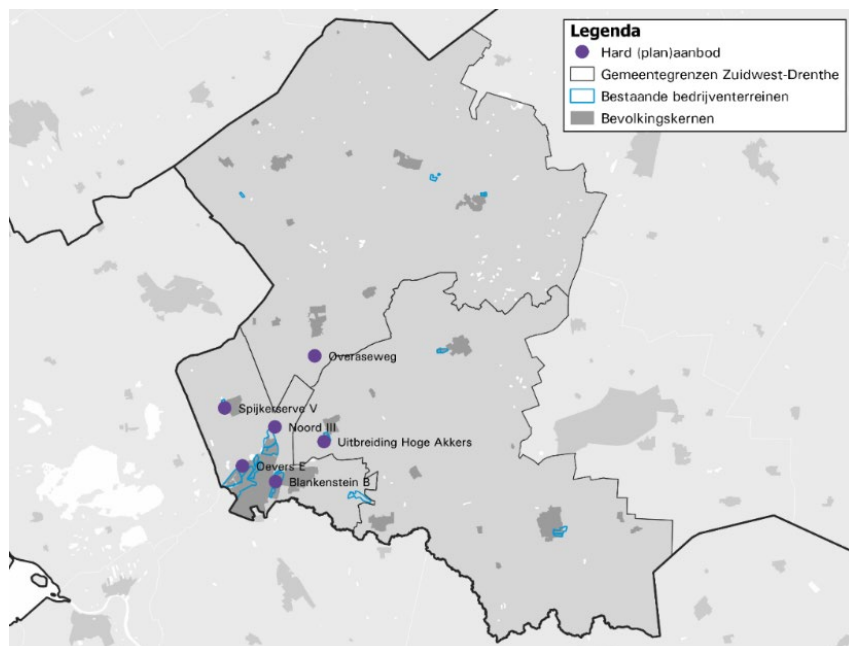 Legenda
Hard (plan)aanbod
Gemeentegrenzen Zuidwest-Drenthe
Bestaande bedrijventerreinen
Bevolkingskernen
Overaseweg
Spijkerserve V
Noord III
Uitbreiding Hoge Akkers
Oevers E
Blankenstein B